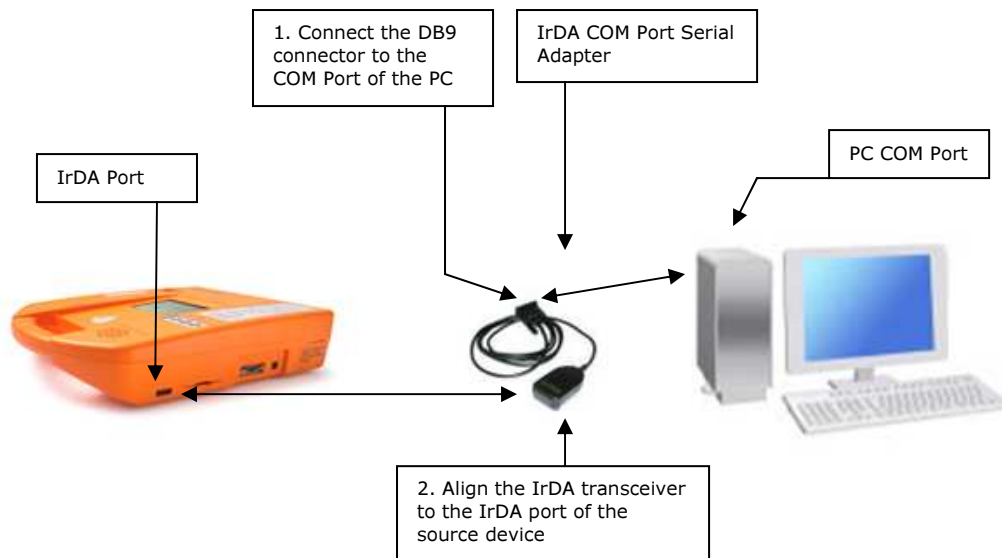 1. Connect the DB9
connector to the
COM Port of the PC
IrDA COM Port Serial
Adapter
PC COM Port
IrDA Port
2. Align the IrDA transceiver
to the IrDA port of the
source device